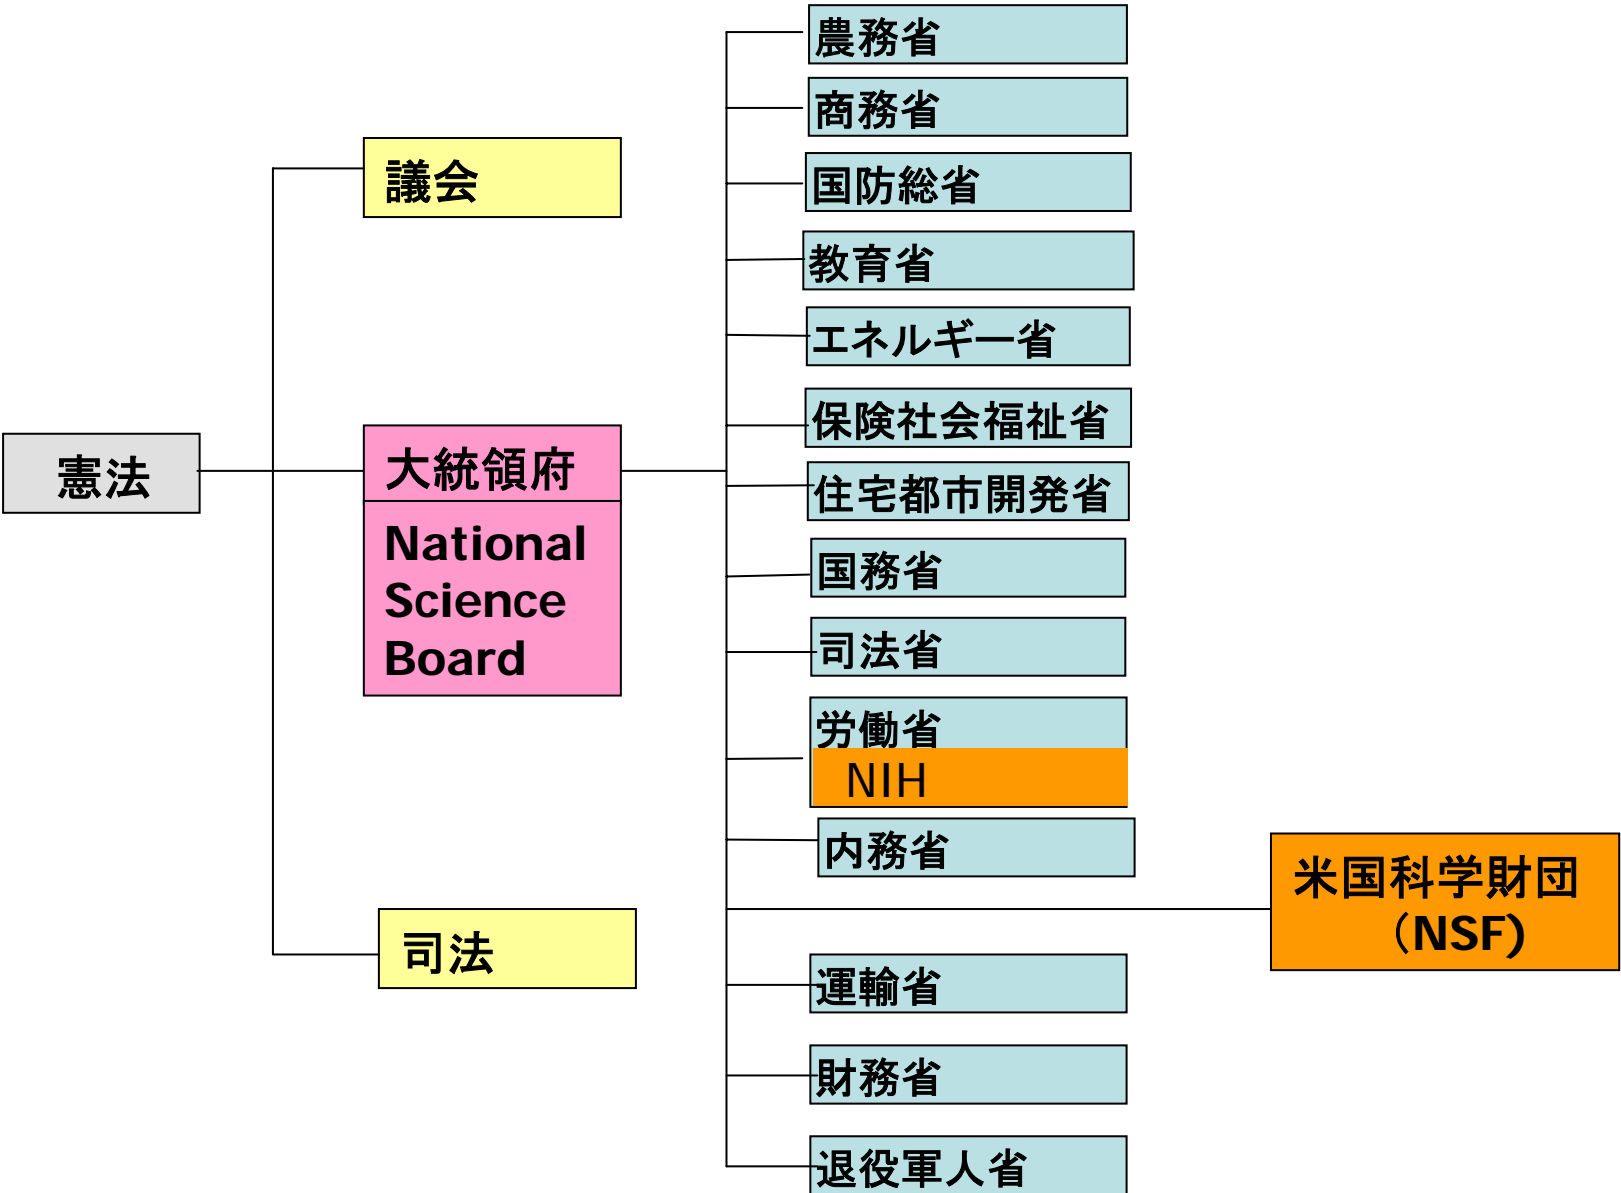 憲法
議会
大統領府
National
Science
Board
司法
農務省
商務省
国防総省
教育省
エネルギー省
保険社会福祉省
住宅都市開発省
国務省
司法省
労働省
NIH
内務省
米国科学財団
（NSF)
運輸省
財務省
退役軍人省